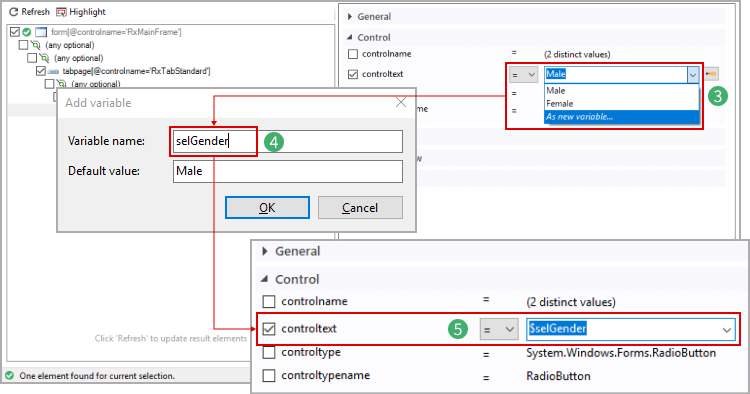 Refresh Highlight
form[@controlname='RxMainFrame']
(any optional)
(any optional)
tabpage[@controlname='RxTabStandard']
(any optional)
General
Control
controlname = (2 distinct values)
controltext = Male
Male
Female
As new variable...
=
=
3
Add variable
Variable name: selGender
4
Default value: Male
OK Cancel
Click 'Refresh' to update result elements
One element found for current selection.
General
Control
controlname = (2 distinct values)
controltext 5 = $selGender
controltype = System.Windows.Forms.RadioButton
controltypename = RadioButton